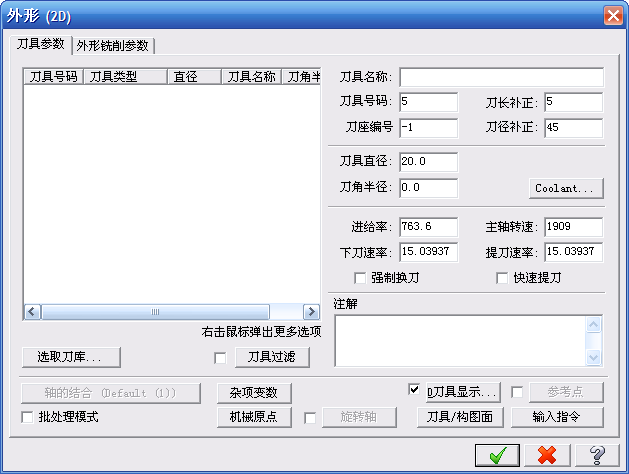 外形 (2D)
刀具参数 外形铣削参数
刀具号码 刀具类型 直径 刀具名称 刀角半
刀具名称:
刀具号码: 5 刀长补正: 5
刀座编号 -1 刀径补正: 45
刀具直径: 20.0
刀角半径: 0.0 Coolant...
进给率: 763.6 主轴转速: 1909
下刀速率: 15.03937 提刀速率: 15.03937
强制换刀 快速提刀
注解
右击鼠标弹出更多选项
选取刀库... 刀具过滤
轴的结合 (Default (1)) 杂项变数 D刀具显示... 参考点
批处理模式 机械原点 旋转轴 刀具/构图面 输入指令